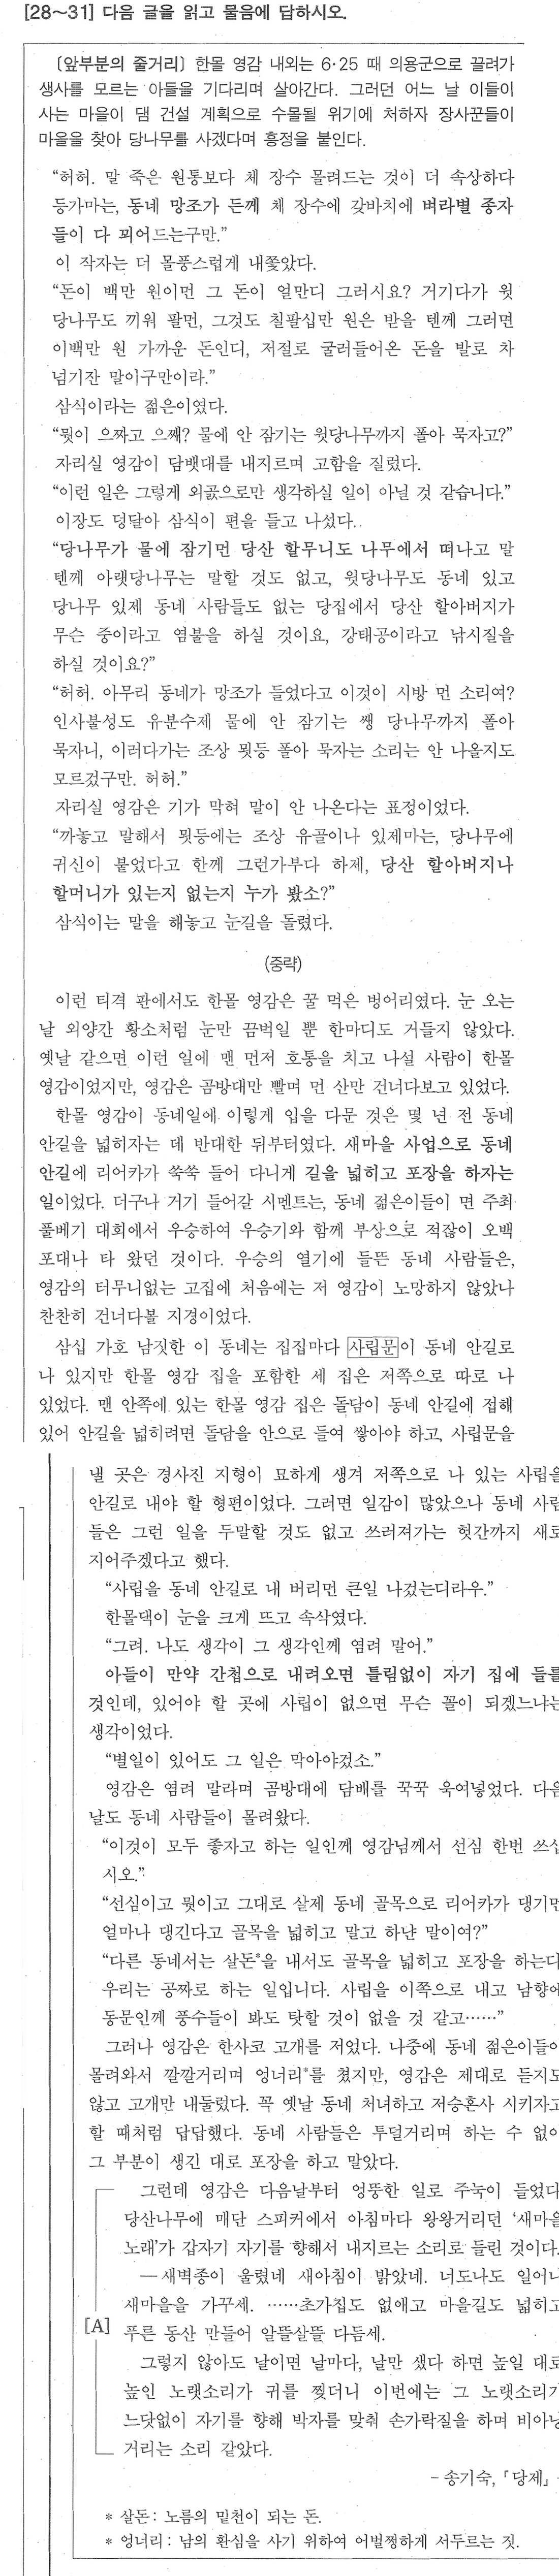 [28~31] 다음 글을 읽고 물음에 답하시오.
[앞부분의 줄거리] 한몰 영감 내외는 6·25 때 의용군으로 끌려가
생사를 모르는 아들을 기다리며 살아간다. 그러던 어느 날 이들이
사는 마을이 댐 건설 계획으로 수몰될 위기에 처하자 장사꾼들이
마을을 찾아 당나무를 사겠다며 흥정을 붙인다.
“허허. 말 죽은 원통보다 체 장수 몰려드는 것이 더 속상하다
등가마는, 동네 망조가 든께 체 장수에 갖바치에 벼라별 종자
들이 다 꾀어드는구만.”
이 작자는 더 몰풍스럽게 내쫓았다.
“돈이 백만 원이먼 그 돈이 얼만디 그러시요? 거기다가 윗
당나무도 끼워 팔먼, 그것도 칠팔십만 원은 받을 텐께 그러면
이백만 원 가까운 돈인디, 저절로 굴러들어온 돈을 발로 차
넘기잔 말이구만이라.”
삼식이라는 젊은이였다.
“뭣이 으짜고 으째? 물에 안 잠기는 윗당나무까지 폴아 묵자고?”
자리실 영감이 담뱃대를 내지르며 고함을 질렀다.
“이런 일은 그렇게 외곬으로만 생각하실 일이 아닐 것 같습니다.”
이장도 덩달아 삼식이 편을 들고 나섰다.
“당나무가 물에 잠기먼 당산 할무니도 나무에서 떠나고 말
텐께 아랫당나무는 말할 것도 없고, 윗당나무도 동네 있고
당나무 있제 동네 사람들도 없는 당집에서 당산 할아버지가
무슨 중이라고 염불을 하실 것이요, 강태공이라고 낚시질을
하실 것이요?”
“허허. 아무리 동네가 망조가 들었다고 이것이 시방 먼 소리여?
인사불성도 유분수제 물에 안 잠기는 쌩 당나무까지 폴아
묵자니, 이러다가는 조상 묏등 폴아 묵자는 소리는 안 나올지도
모르겄구만. 허허.”
자리실 영감은 기가 막혀 말이 안 나온다는 표정이었다.
“까놓고 말해서 묏등에는 조상 유골이나 있제마는, 당나무에
귀신이 붙었다고 한께 그런가부다 하제, 당산 할아버지나
할머니가 있는지 없는지 누가 봤소?”
삼식이는 말을 해놓고 눈길을 돌렸다.
(중략)
이런 티격 판에서도 한몰 영감은 꿀 먹은 벙어리였다. 눈 오는
날 외양간 황소처럼 눈만 끔벅일 뿐 한마디도 거들지 않았다.
옛날 같으면 이런 일에 맨 먼저 호통을 치고 나설 사람이 한몰
영감이었지만, 영감은 곰방대만 빨며 먼 산만 건너다보고 있었다.
한몰 영감이 동네일에 이렇게 입을 다문 것은 몇 년 전 동네
안길을 넓히자는 데 반대한 뒤부터였다. 새마을 사업으로 동네
안길에 리어카가 쑥쑥 들어 다니게 길을 넓히고 포장을 하자는
일이었다. 더구나 거기 들어갈 시멘트는, 동네 젊은이들이 면 주최
풀베기 대회에서 우승하여 우승기와 함께 부상으로 적잖이 오백
포대나 타 왔던 것이다. 우승의 열기에 들뜬 동네 사람들은,
영감의 터무니없는 고집에 처음에는 저 영감이 노망하지 않았나
찬찬히 건너다볼 지경이었다.
삼십 가호 남짓한 이 동네는 집집마다 사립문이 동네 안길로
나 있지만 한몰 영감 집을 포함한 세 집은 저쪽으로 따로 나
있었다. 맨 안쪽에 있는 한몰 영감 집은 돌담이 동네 안길에 접해
있어 안길을 넓히려면 돌담을 안으로 들여 쌓아야 하고, 사립문을
낼 곳은 경사진 지형이 묘하게 생겨 저쪽으로 나 있는 사립을
안길로 내야 할 형편이었다. 그러면 일감이 많았으나 동네 사람
들은 그런 일을 두말할 것도 없고 쓰러져가는 헛간까지 새로
지어주겠다고 했다.
“사립을 동네 안길로 내 버리먼 큰일 나겄는디라우.”
한몰댁이 눈을 크게 뜨고 속삭였다.
“그려. 나도 생각이 그 생각인께 염려 말어.”
아들이 만약 간첩으로 내려오면 틀림없이 자기 집에 들를
것인데, 있어야 할 곳에 사립이 없으면 무슨 꼴이 되겠느냐는
생각이었다.
“별일이 있어도 그 일은 막아야겄소.”
영감은 염려 말라며 곰방대에 담배를 꾹꾹 욱여넣었다. 다음
날도 동네 사람들이 몰려왔다.
“이것이 모두 좋자고 하는 일인께 영감님께서 선심 한번 쓰십
시오.”
“선심이고 뭣이고 그대로 살제 동네 골목으로 리어카가 댕기먼
얼마나 댕긴다고 골목을 넓히고 말고 하냔 말이여?”
“다른 동네서는 살돈*을 내서도 골목을 넓히고 포장을 하는디
우리는 공짜로 하는 일입니다. 사립을 이쪽으로 내고 남향에
동문인께 풍수들이 봐도 탓할 것이 없을 것 같고……”
그러나 영감은 한사코 고개를 저었다. 나중에 동네 젊은이들이
몰려와서 깔깔거리며 엉너리*를 쳤지만, 영감은 제대로 듣지도
않고 고개만 내둘렀다. 꼭 옛날 동네 처녀하고 저승혼사 시키자고
할 때처럼 답답했다. 동네 사람들은 투덜거리며 하는 수 없이
그 부분이 생긴 대로 포장을 하고 말았다.
그런데 영감은 다음날부터 엉뚱한 일로 주눅이 들었다.
당산나무에 매단 스피커에서 아침마다 왕왕거리던 ‘새마을
노래’가 갑자기 자기를 향해서 내지르는 소리로 들린 것이다.
―새벽종이 울렸네 새아침이 밝았네. 너도나도 일어나
새마을을 가꾸세. ……초가집도 없애고 마을길도 넓히고
[A] 푸른 동산 만들어 알뜰살뜰 다듬세.
그렇지 않아도 날이면 날마다, 날만 샜다 하면 높일 대로
높인 노랫소리가 귀를 찢더니 이번에는 그 노랫소리가
느닷없이 자기를 향해 박자를 맞춰 손가락질을 하며 비아냥
거리는 소리 같았다.
- 송기숙, 「당제」 -
* 살돈: 노름의 밑천이 되는 돈.
* 엉너리: 남의 환심을 사기 위하여 어벌쩡하게 서두르는 짓.